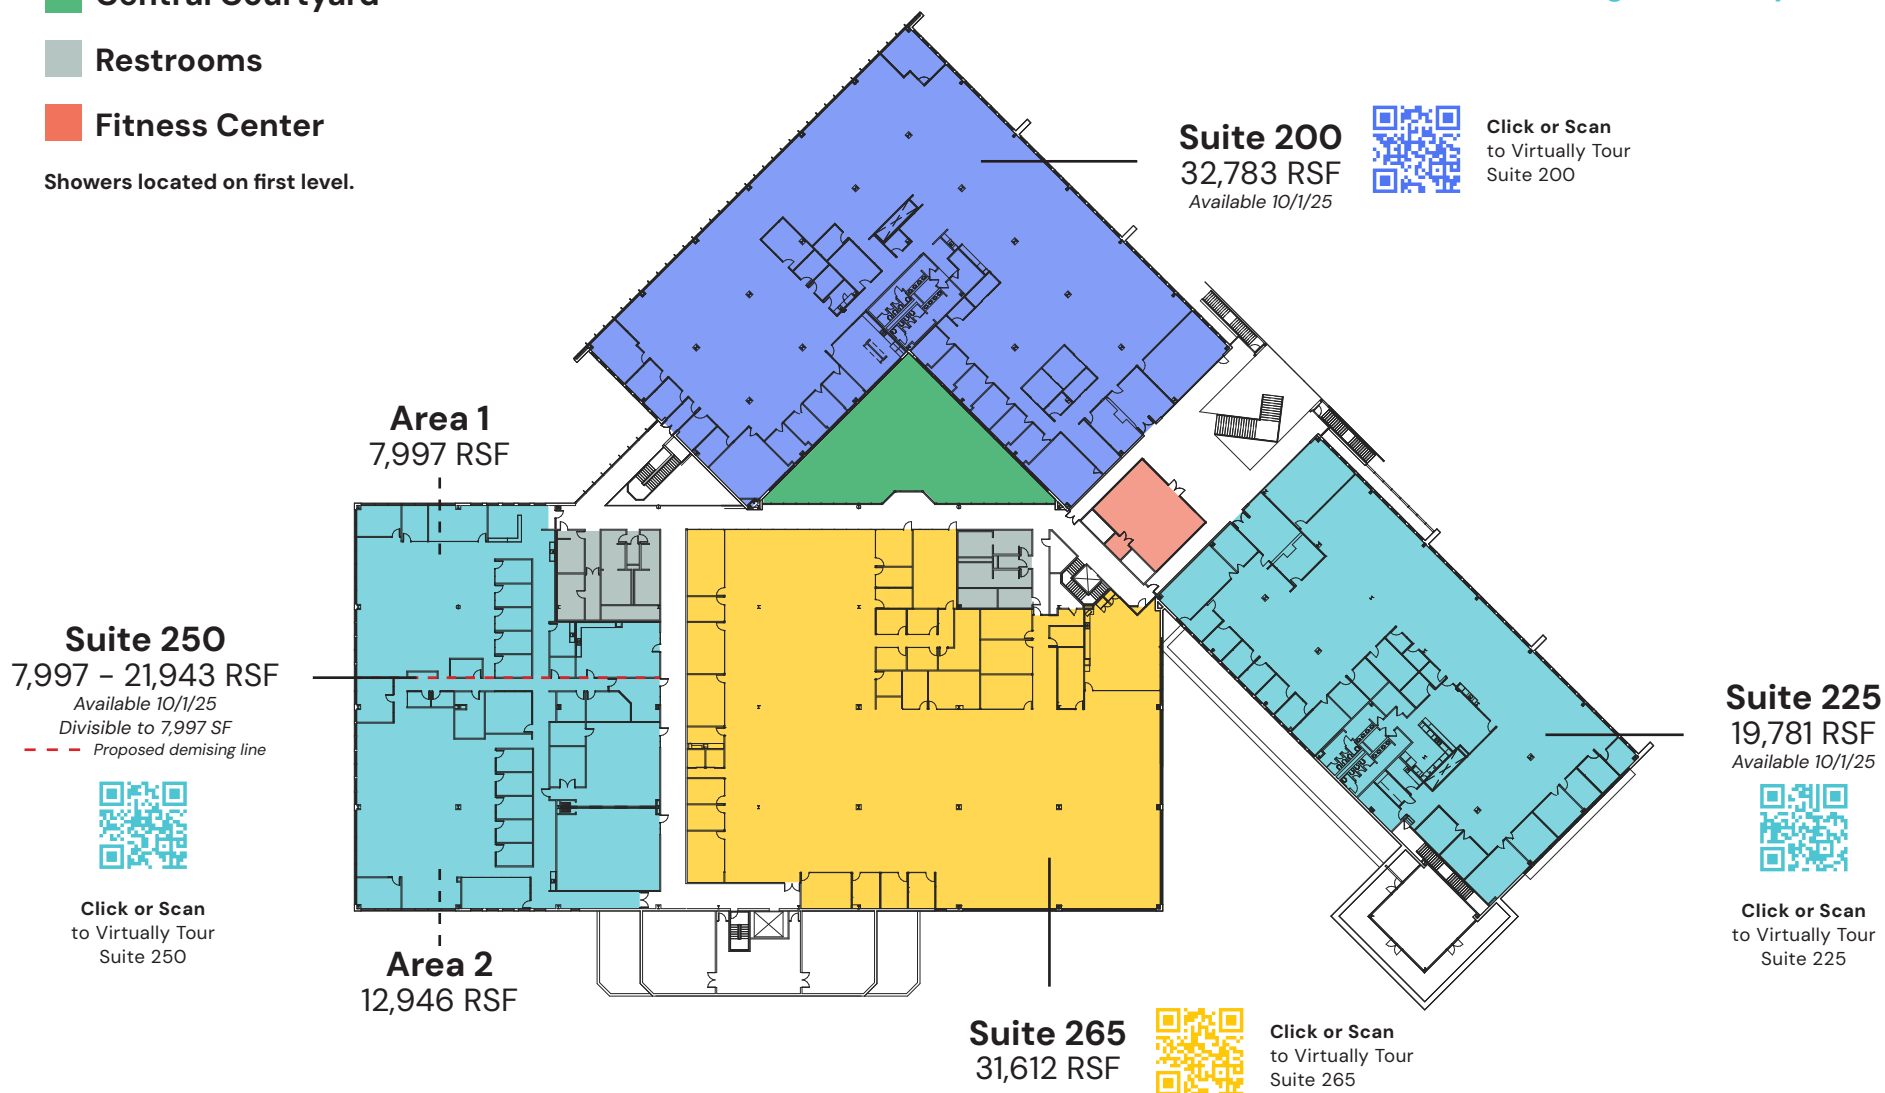 Central Courtyard
Restrooms
Fitness Center
Showers located on first level.
Suite 200
32,783 RSF
Available 10/1/25
Click or Scan
to Virtually Tour
Suite 200
Area 1
7,997 RSF
Suite 250
7,997 - 21,943 RSF
Available 10/1/25
Divisible to 7,997 SF
Proposed demising line
Click or Scan
to Virtually Tour
Suite 250
Area 2
12,946 RSF
Suite 225
19,781 RSF
Available 10/1/25
Click or Scan
to Virtually Tour
Suite 225
Suite 265
31,612 RSF
Click or Scan
to Virtually Tour
Suite 265